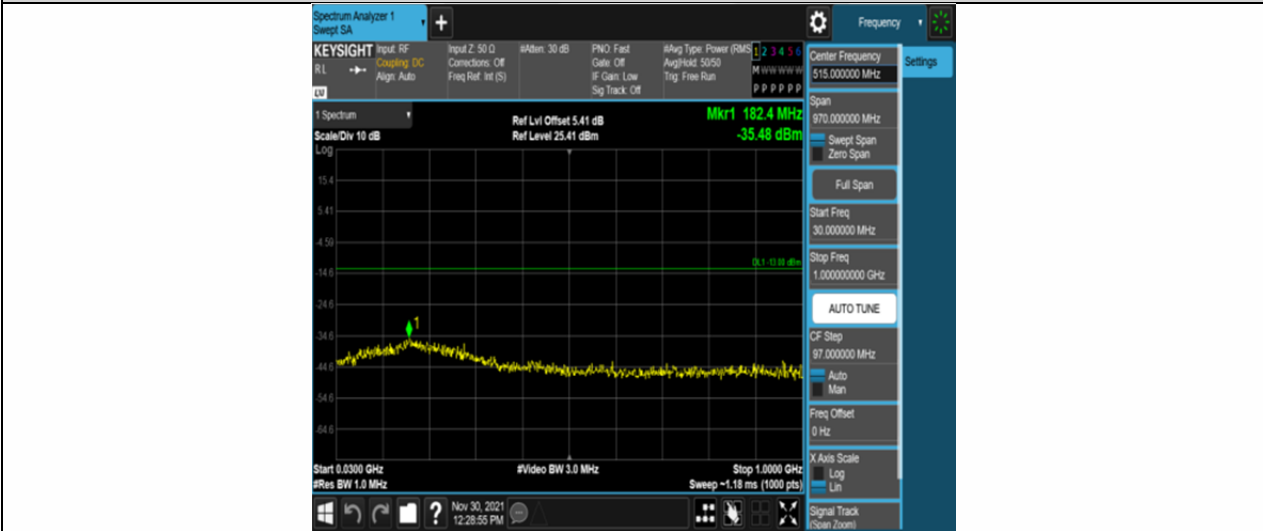 Spectrum Analyzer 1
Swept SA
+
Frequency
KEYSIGHT
RL
LV
Input: RF
Coupling: DC
Align: Auto
Input Z: 50 Ω
Corrections: Off
Freq Ref: Int (S)
#Atten: 30 dB
PNO: Fast
Gate: Off
IF Gain: Low
Sig Track: Off
#Avg Type: Power (RMS
Avg|Hold: 50/50
Trig: Free Run
1 2 3 4 5 6
M W W W W W
P P P P P P
1 Spectrum
Scale/Div 10 dB
Log
Ref Lvl Offset 5.41 dB
Ref Level 25.41 dBm
Mkr1 182.4 MHz
-35.48 dBm
15.4
5.41
-4.59
-14.6
-24.6
-34.6
-44.6
-54.6
-64.6
DL1 -13.00 dBm
1
Start 0.0300 GHz
#Res BW 1.0 MHz
#Video BW 3.0 MHz
Stop 1.0000 GHz
Sweep ~1.18 ms (1000 pts)
Center Frequency
515.000000 MHz
Settings
Span
970.000000 MHz
Swept Span
Zero Span
Full Span
Start Freq
30.000000 MHz
Stop Freq
1.000000000 GHz
AUTO TUNE
CF Step
97.000000 MHz
Auto
Man
Freq Offset
0 Hz
X Axis Scale
Log
Lin
Signal Track
(Span Zoom)
?
Nov 30, 2021
12:28:55 PM